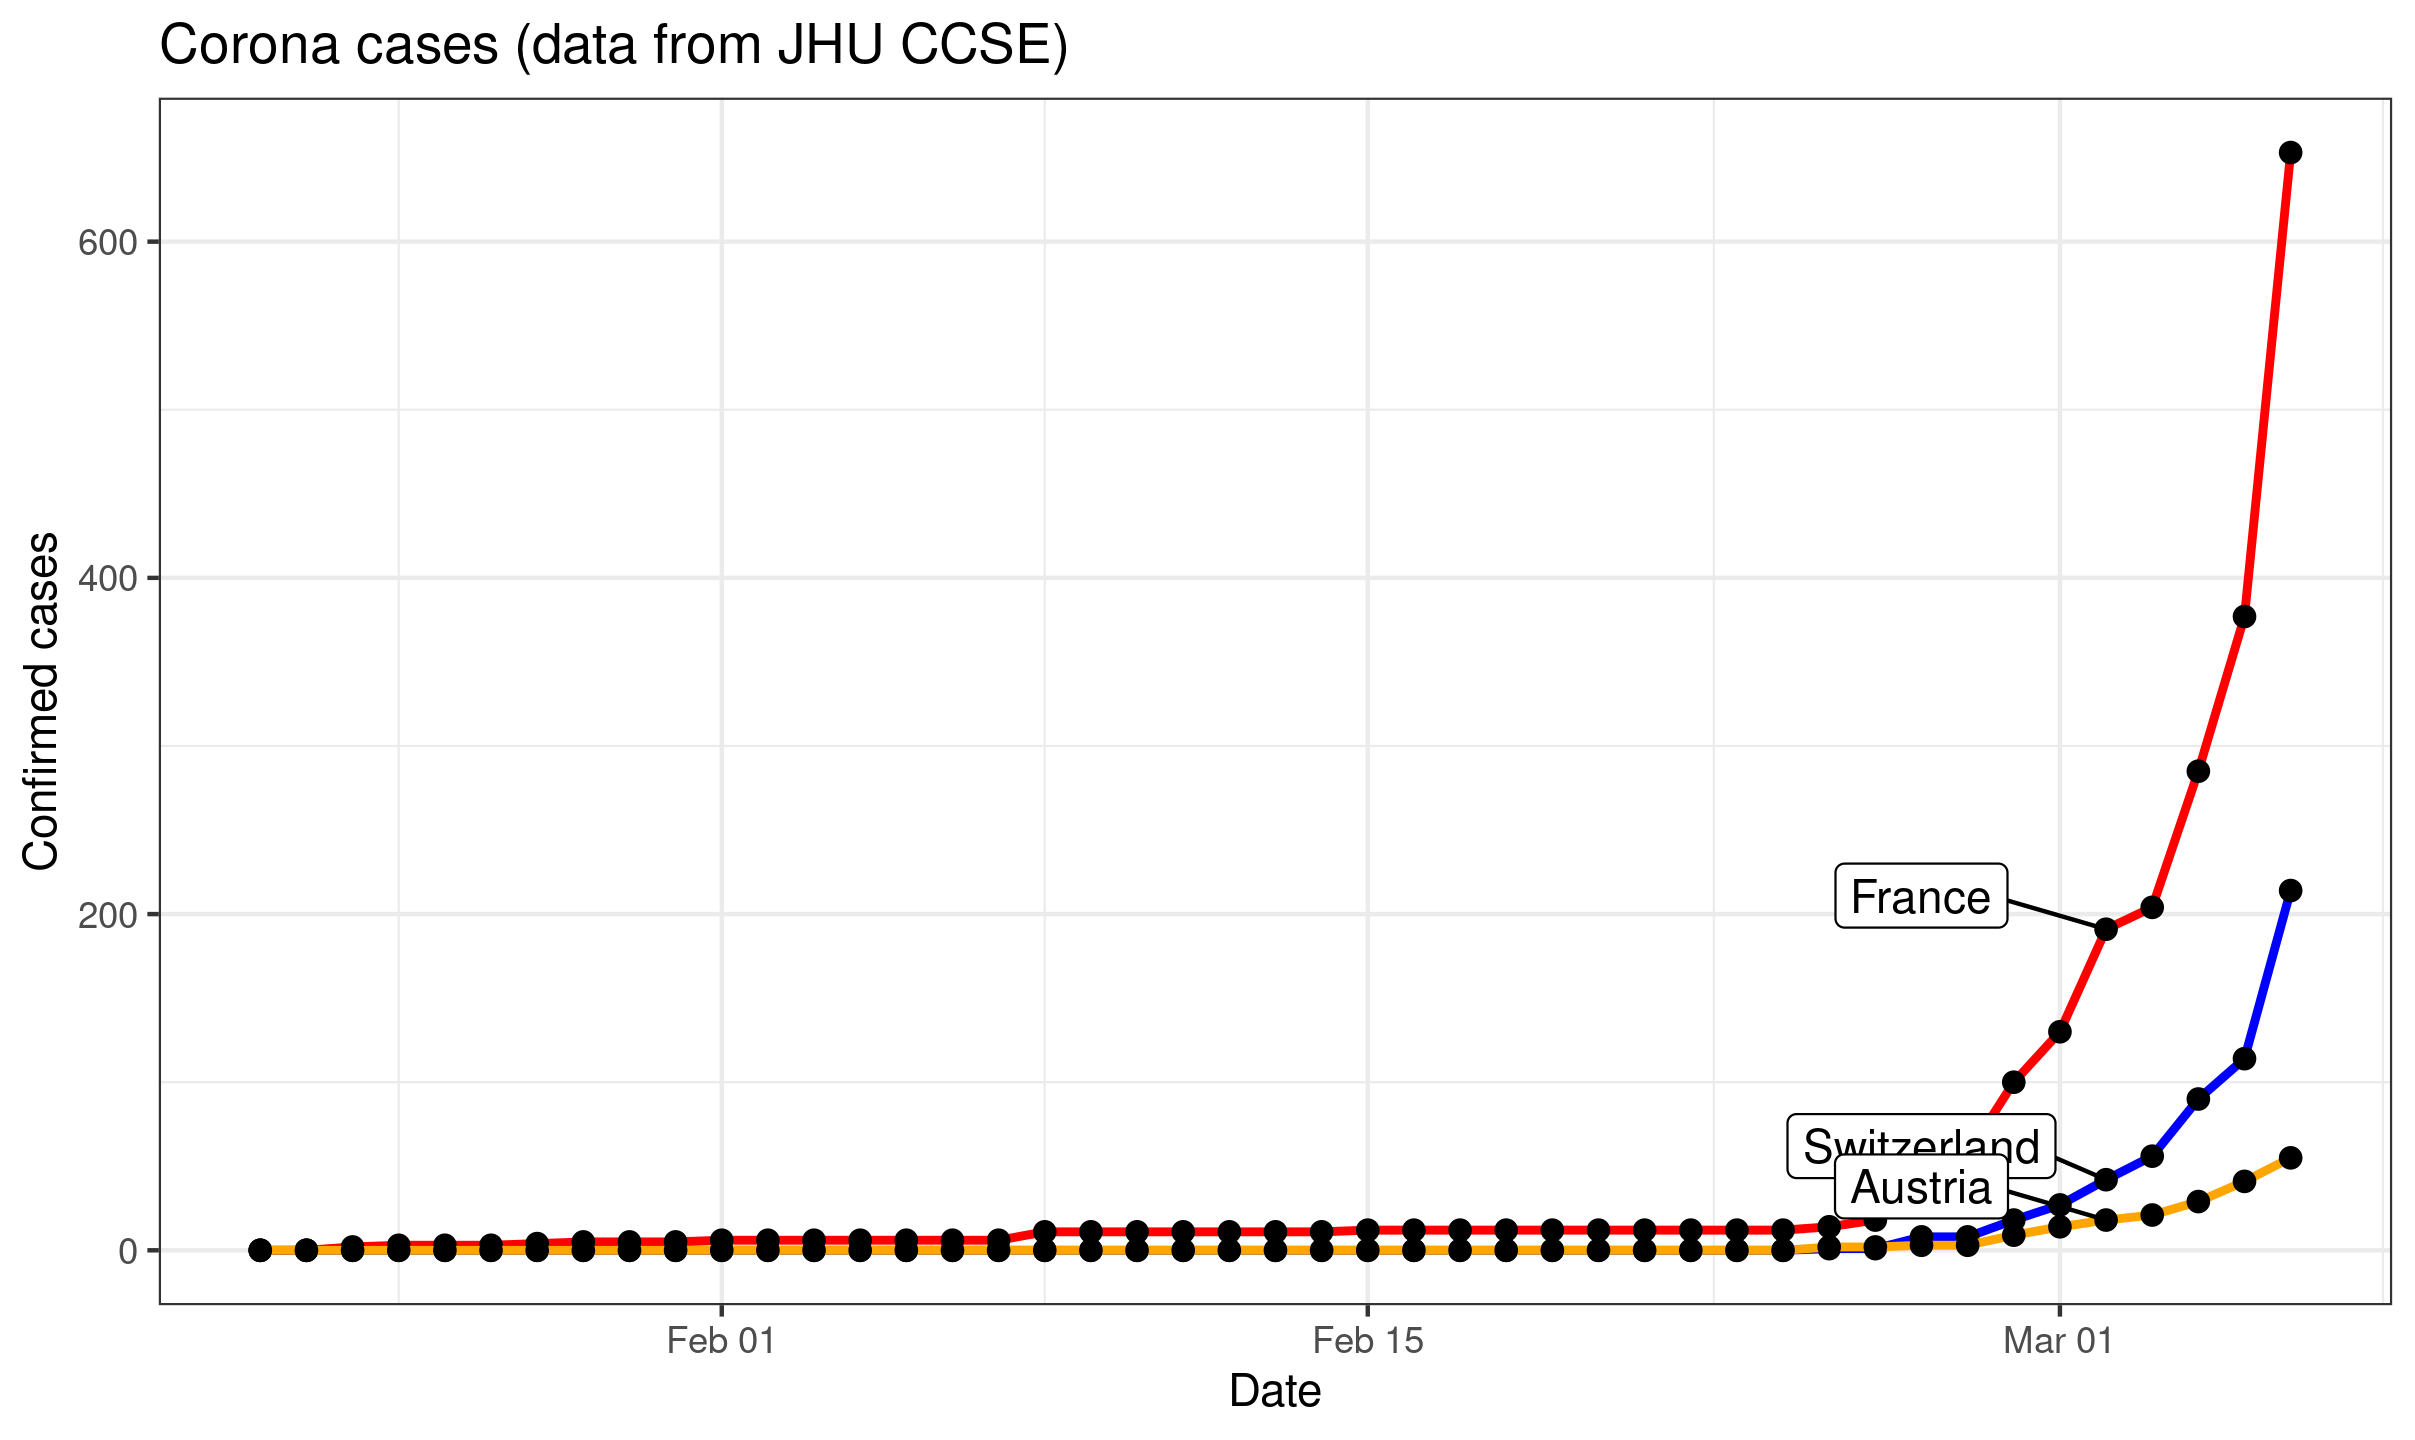 Corona cases (data from JHU CCSE)
Confirmed cases
600
400
200
0
France
Switzerland
Austria
Feb 01
Feb 15
Mar 01
Date